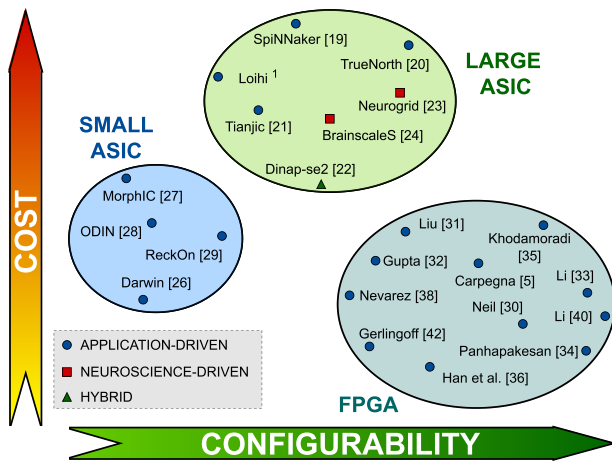 SpiNNaker [19]
TrueNorth [20]
LARGE
ASIC
Loihi 1
Neurogrid [23]
Tianjic [21]
BrainscaleS [24]
Dinap-se2 [22]
SMALL
ASIC
MorphIC [27]
ODIN [28]
ReckOn [29]
Darwin [26]
COST
Liu [31]
Khodamoradi
[35]
Gupta [32]
Carpegna [5]
Li [33]
Nevarez [38]
Neil [30]
Li [40]
Gerlingoff [42]
Panhapakesan [34]
Han et al. [36]
FPGA
APPLICATION-DRIVEN
NEUROSCIENCE-DRIVEN
HYBRID
CONFIGURABILITY